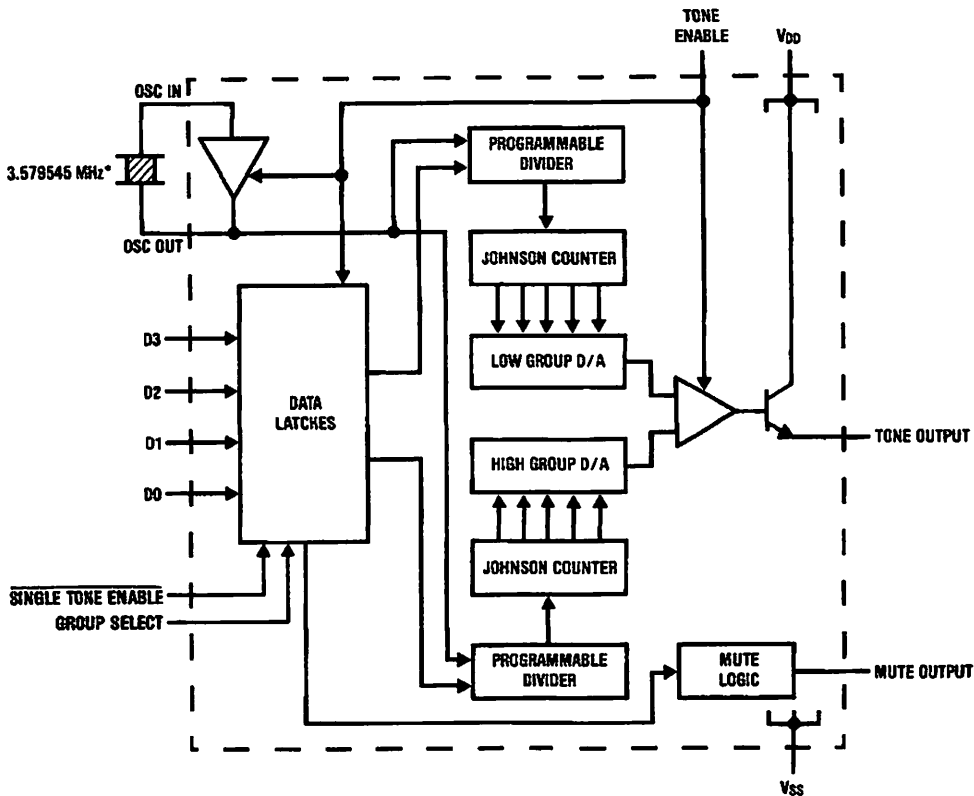 TONE
ENABLE
VDD
OSC IN
3.579545 MHz*
OSC OUT
PROGRAMMABLE
DIVIDER
JOHNSON COUNTER
LOW GROUP D/A
D3
D2
D1
D0
DATA
LATCHES
TONE OUTPUT
HIGH GROUP D/A
JOHNSON COUNTER
SINGLE TONE ENABLE
GROUP SELECT
PROGRAMMABLE
DIVIDER
MUTE
LOGIC
MUTE OUTPUT
VSS